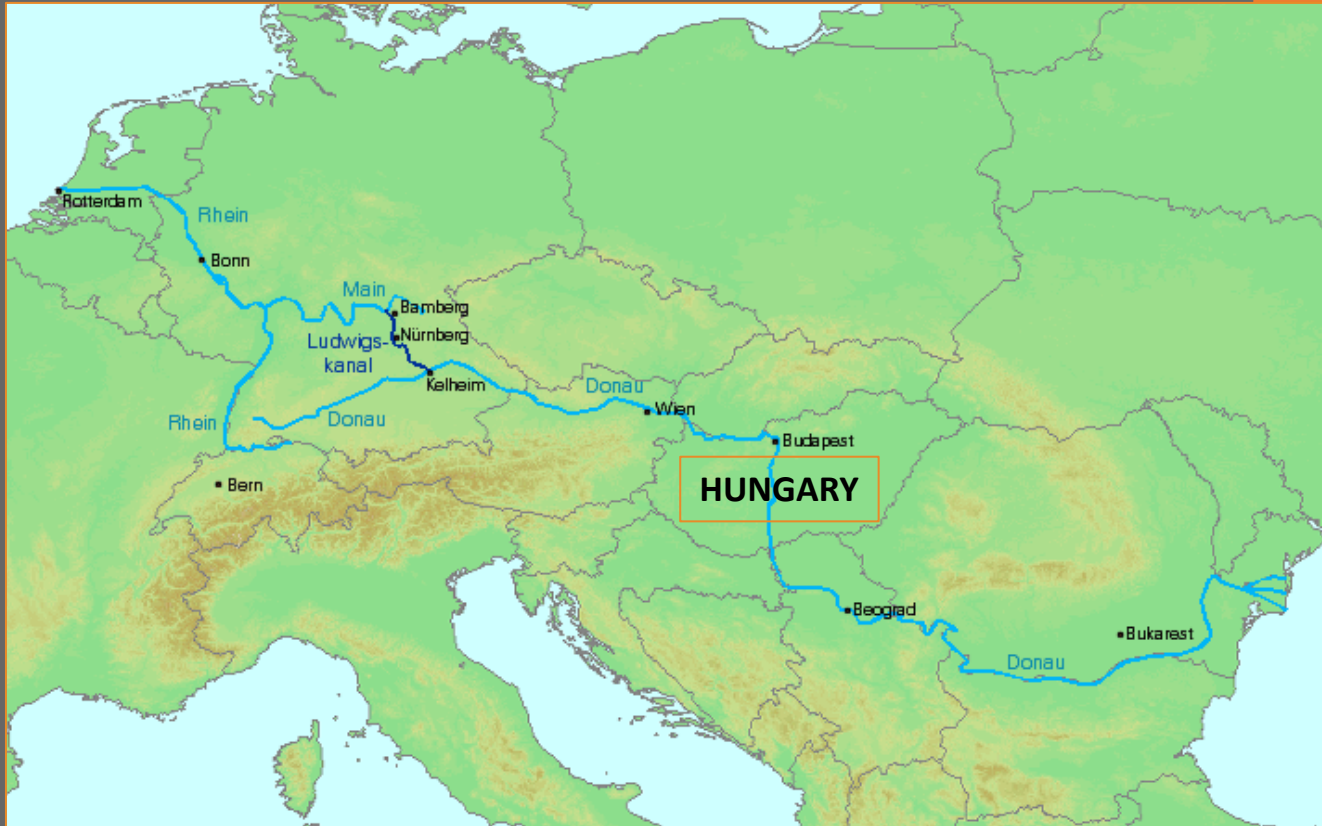 Rotterdam
Rhein
Bonn
Main
Bamberg
Nürnberg
Ludwigs-
kanal
Kelheim
Donau
Rhein
Donau
Wien
Budapest
Bern
HUNGARY
Beograd
Bukarest
Donau